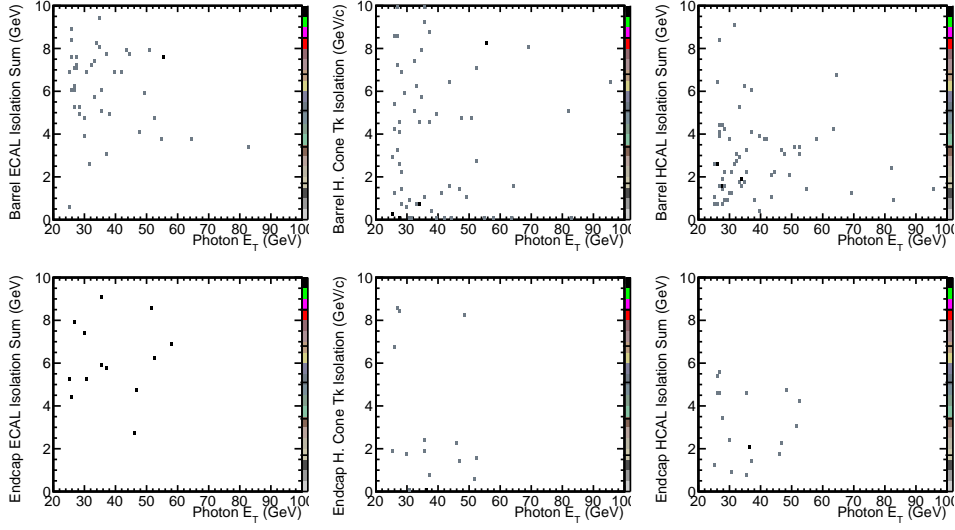 Barrel ECAL Isolation Sum (GeV)
10
8
6
4
2
0
20 30 40 50 60 70 80 90 100
Photon E_T (GeV)
Barrel H. Cone Tk Isolation (GeV/c)
10
8
6
4
2
0
20 30 40 50 60 70 80 90 100
Photon E_T (GeV)
Barrel HCAL Isolation Sum (GeV)
10
8
6
4
2
0
20 30 40 50 60 70 80 90 100
Photon E_T (GeV)
Endcap ECAL Isolation Sum (GeV)
10
8
6
4
2
0
20 30 40 50 60 70 80 90 100
Photon E_T (GeV)
Endcap H. Cone Tk Isolation (GeV/c)
10
8
6
4
2
0
20 30 40 50 60 70 80 90 100
Photon E_T (GeV)
Endcap HCAL Isolation Sum (GeV)
10
8
6
4
2
0
20 30 40 50 60 70 80 90 100
Photon E_T (GeV)